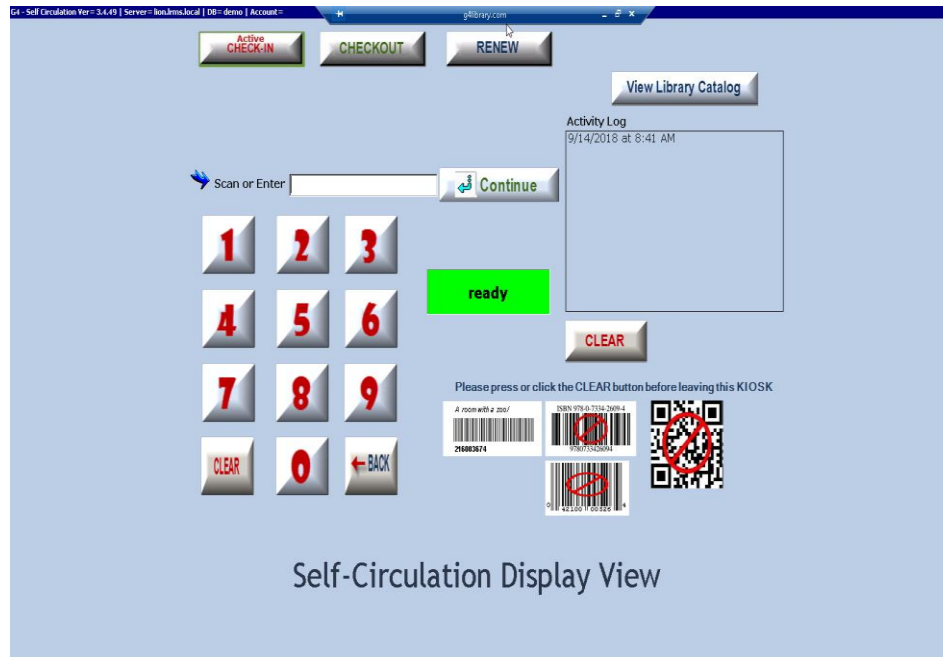 G4 - Self Circulation Ver= 3.4.49 | Server= lion.lrms.local | DB= demo | Account=
g4library.com
Active
CHECK-IN
CHECKOUT
RENEW
View Library Catalog
Activity Log
9/14/2018 at 8:41 AM
Scan or Enter
Continue
1 2 3
ready
4 5 6
CLEAR
7 8 9
Please press or click the CLEAR button before leaving this KIOSK
A room with a zoo/
216003674
ISBN 978-0-7334-2609-4
9780733426094
CLEAR 0 BACK
0 42100 00526 4
Self-Circulation Display View